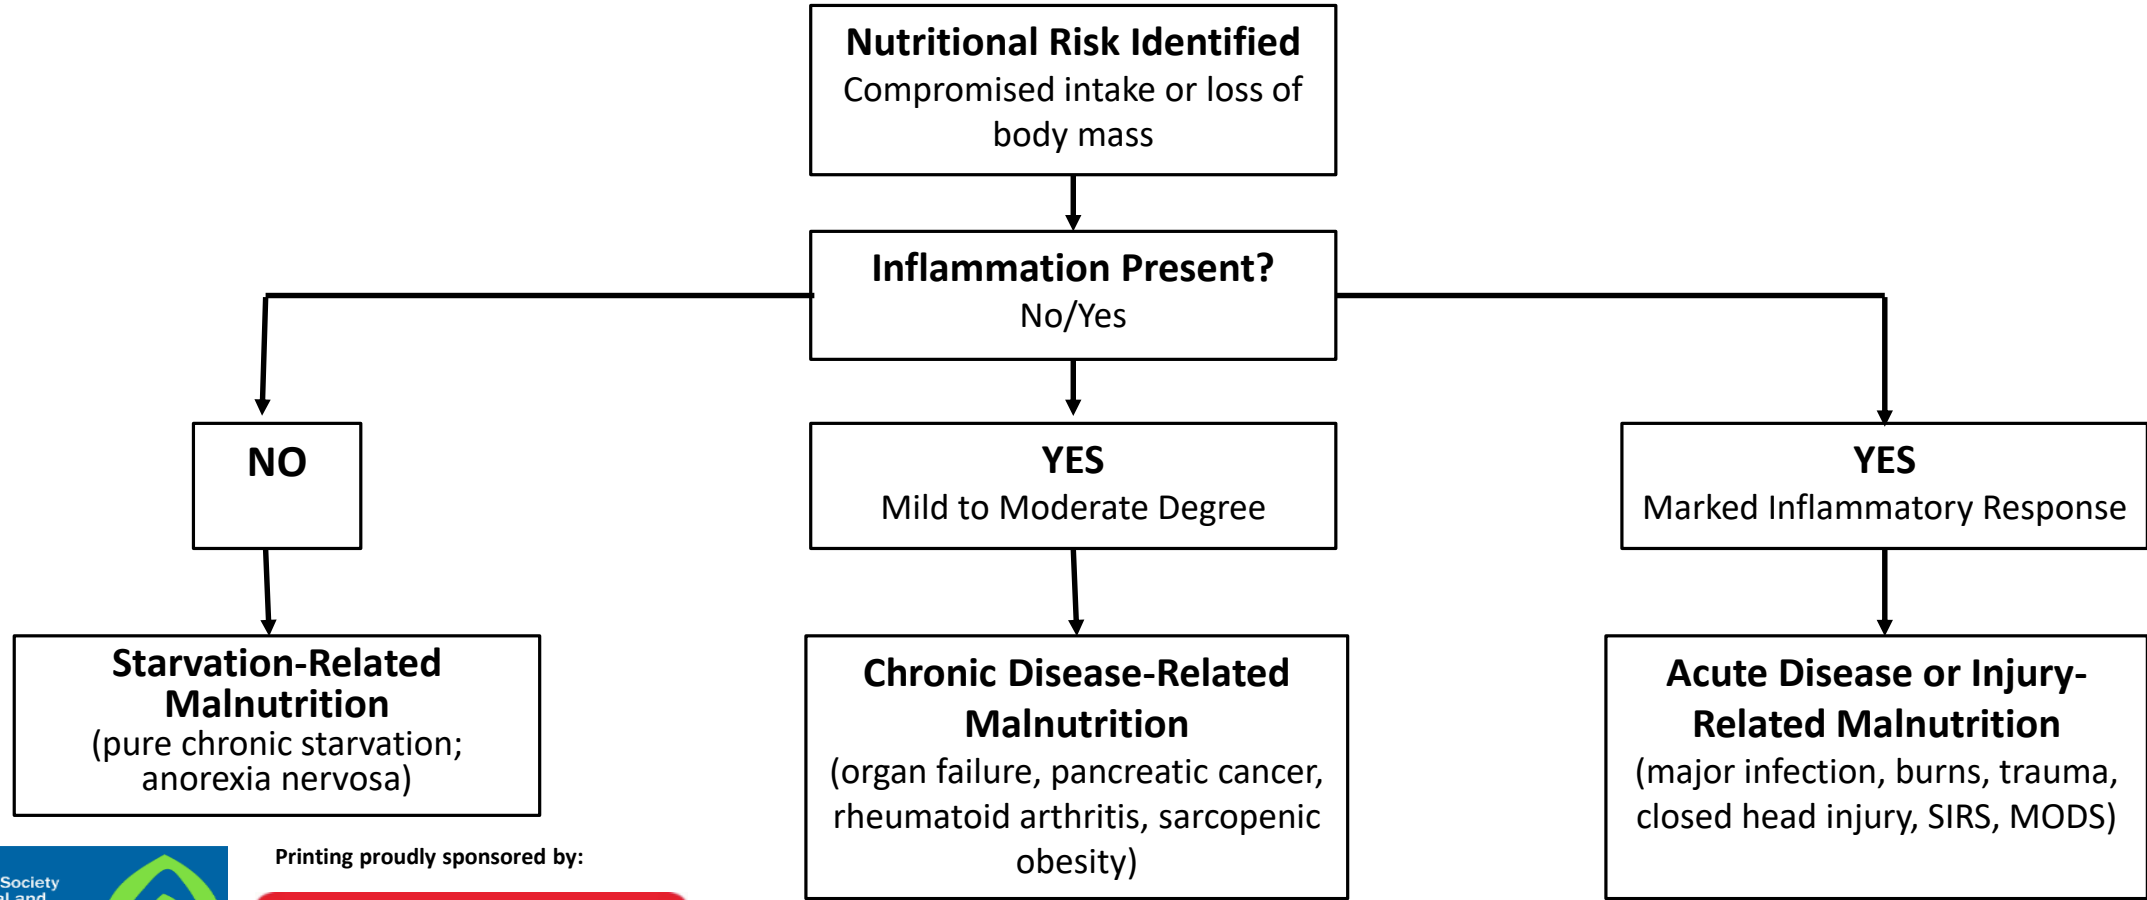 Nutritional Risk Identified
Compromised intake or loss of
body mass
Inflammation Present?
No/Yes
NO
YES
Mild to Moderate Degree
YES
Marked Inflammatory Response
Starvation-Related
Malnutrition
(pure chronic starvation;
anorexia nervosa)
Chronic Disease-Related
Malnutrition
(organ failure, pancreatic cancer,
rheumatoid arthritis, sarcopenic
obesity)
Acute Disease or Injury-
Related Malnutrition
(major infection, burns, trauma,
closed head injury, SIRS, MODS)
Printing proudly sponsored by:
Society
and